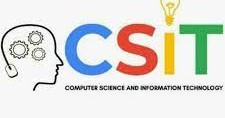 CSiT
COMPUTER SCIENCE AND INFORMATION TECHNOLOGY